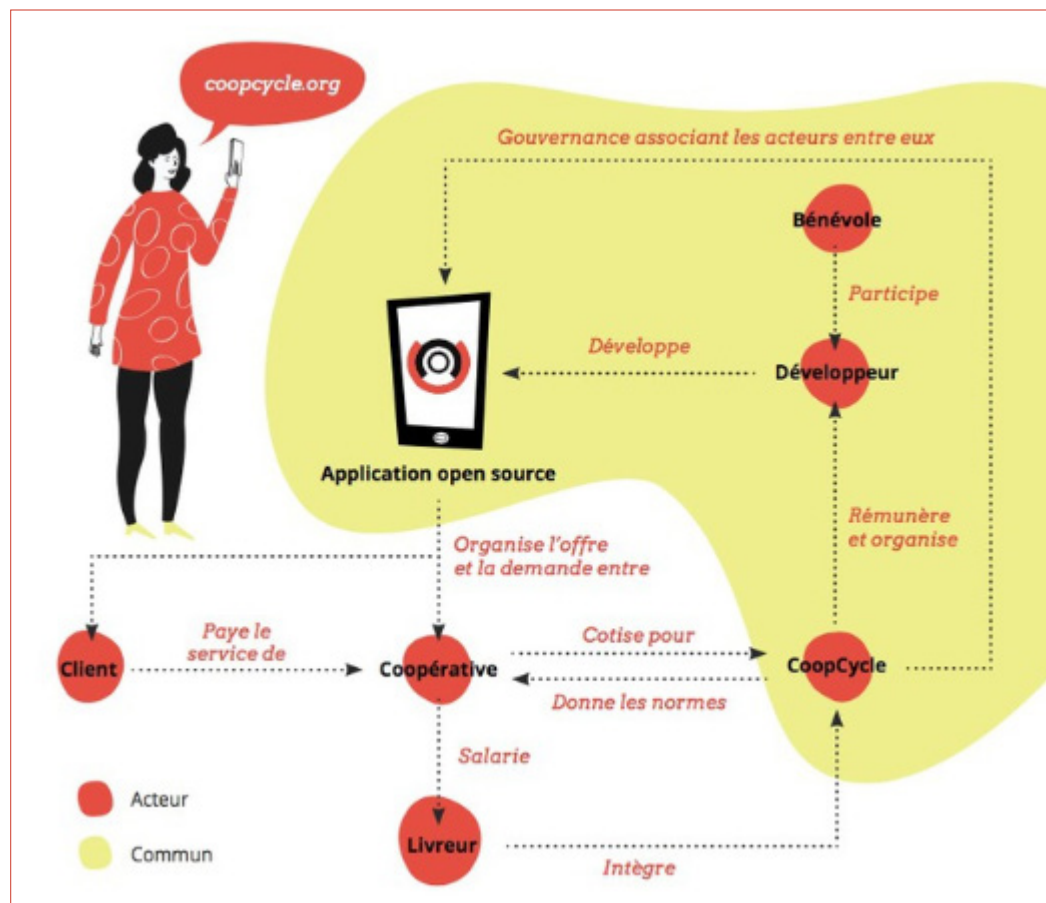 coopcycle.org
Gouvernance associant les acteurs entre eux
Bénévole
Participe
Développe
Développeur
Application open source
Rémunère
et organise
Organise l'offre
et la demande entre
Paye le
service de
Cotise pour
Client
Coopérative
CoopCycle
Donne les normes
Salarie
Acteur
Livreur
Commun
Intègre